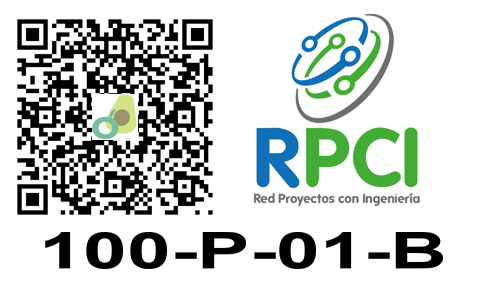 RPCI
Red Proyectos con Ingeniería
100-P-01-B